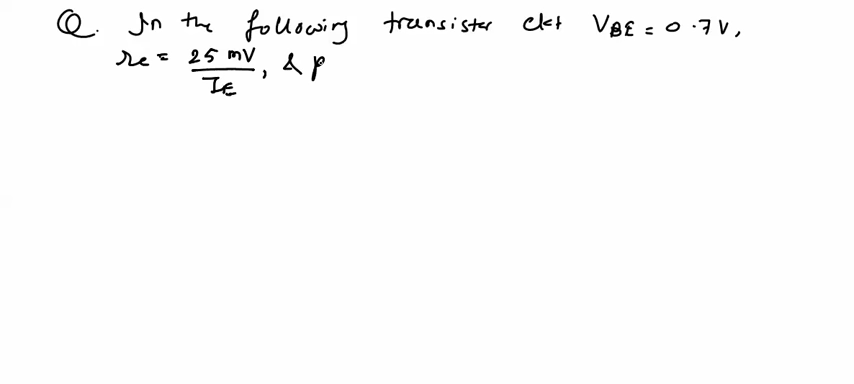 Q. In the following transister ckt VBE = 0.7V,
re = 25 mV / IE, & β